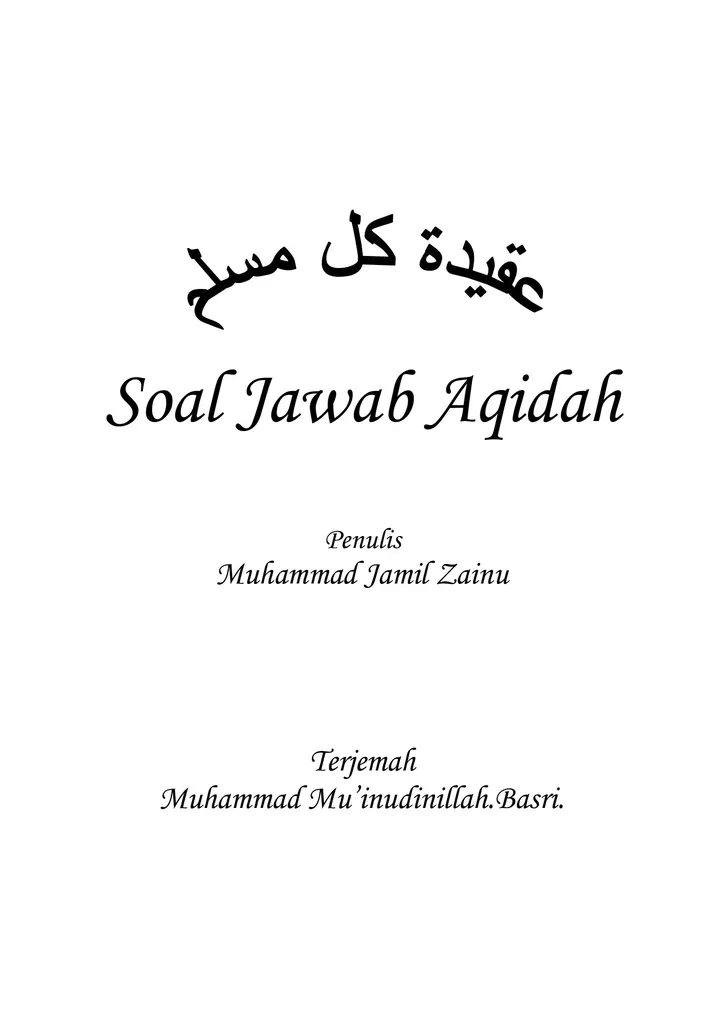 عقيدة كل مسلم
Soal Jawab Aqidah
Penulis
Muhammad Jamil Zainu
Terjemah
Muhammad Mu’inudinillah.Basri.